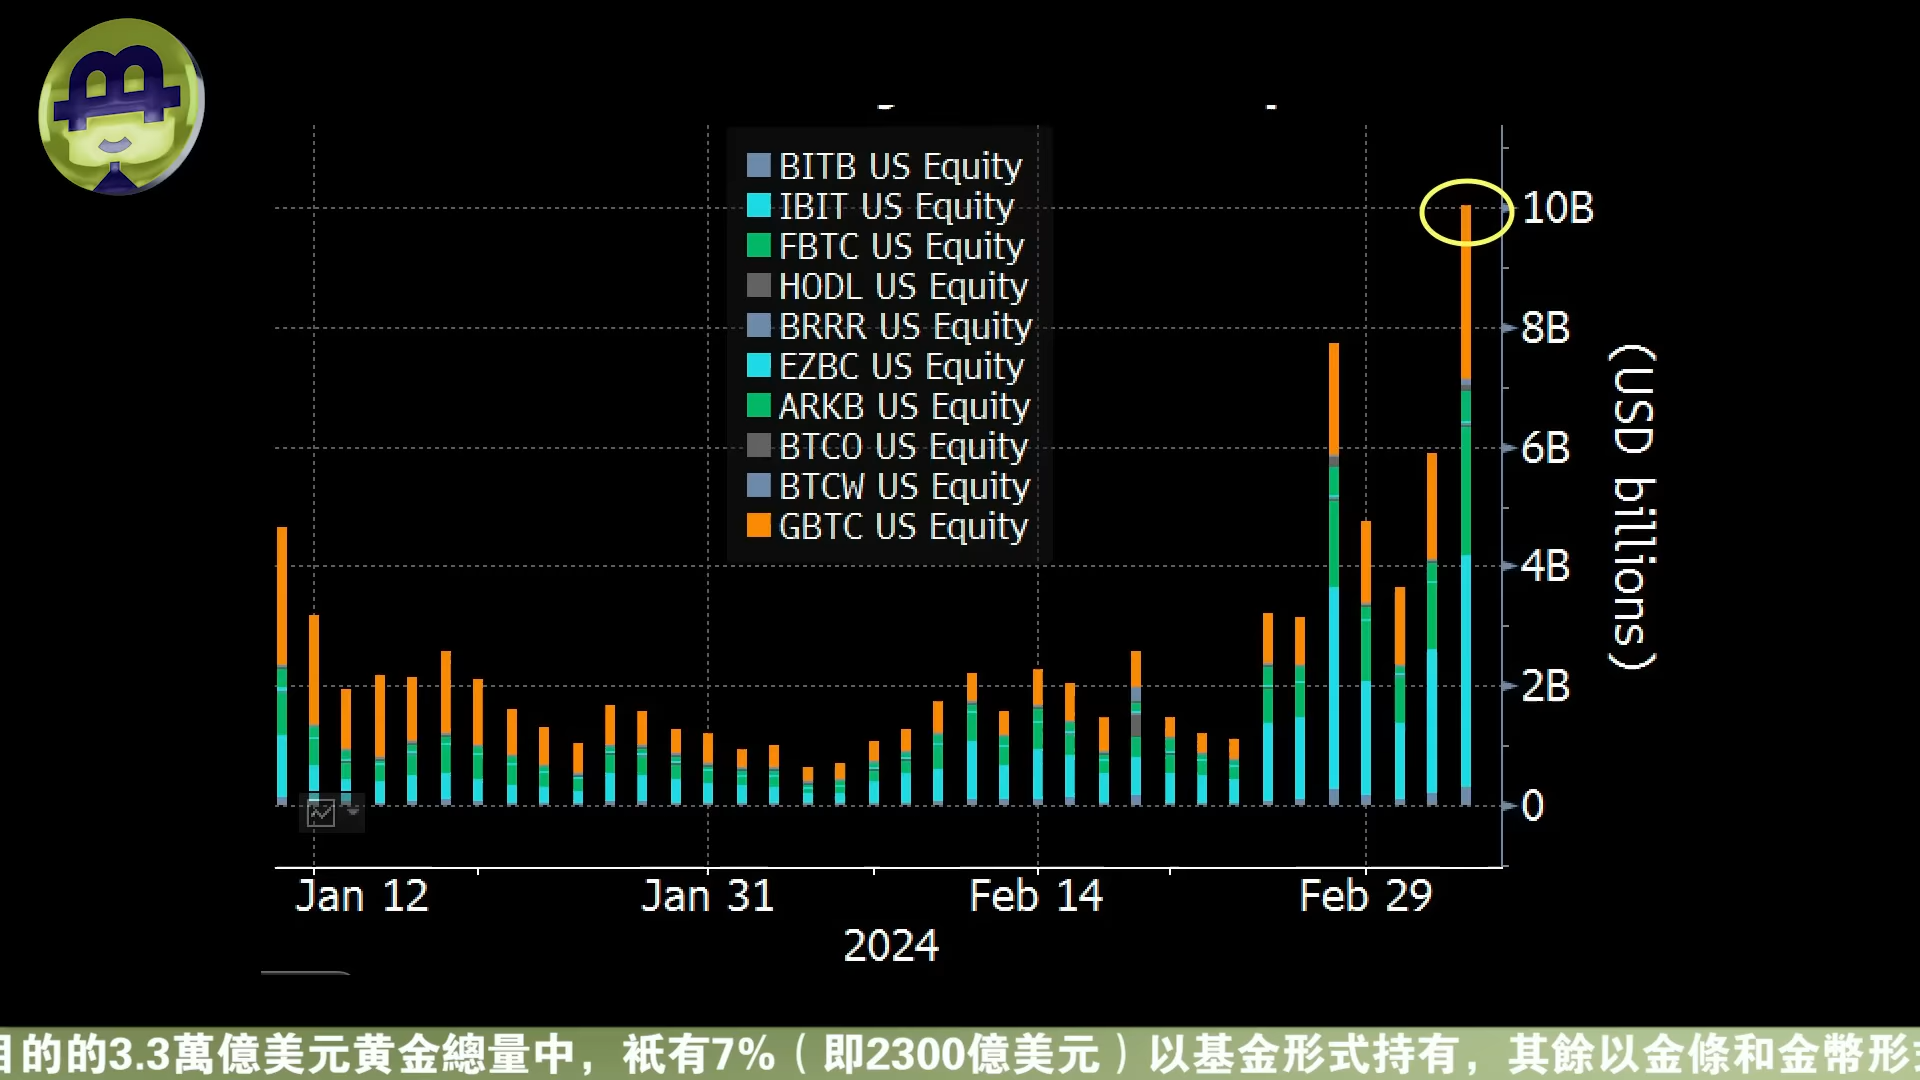 BITB US Equity
IBIT US Equity
FBTC US Equity
HODL US Equity
BRRR US Equity
EZBC US Equity
ARKB US Equity
BTCO US Equity
BTCW US Equity
GBTC US Equity
10B
8B
6B
4B
2B
0
(USD billions)
Jan 12
Jan 31
Feb 14
Feb 29
2024
目的的3.3萬億美元黄金總量中，衹有7%（即2300億美元）以基金形式持有，其餘以金條和金幣形式